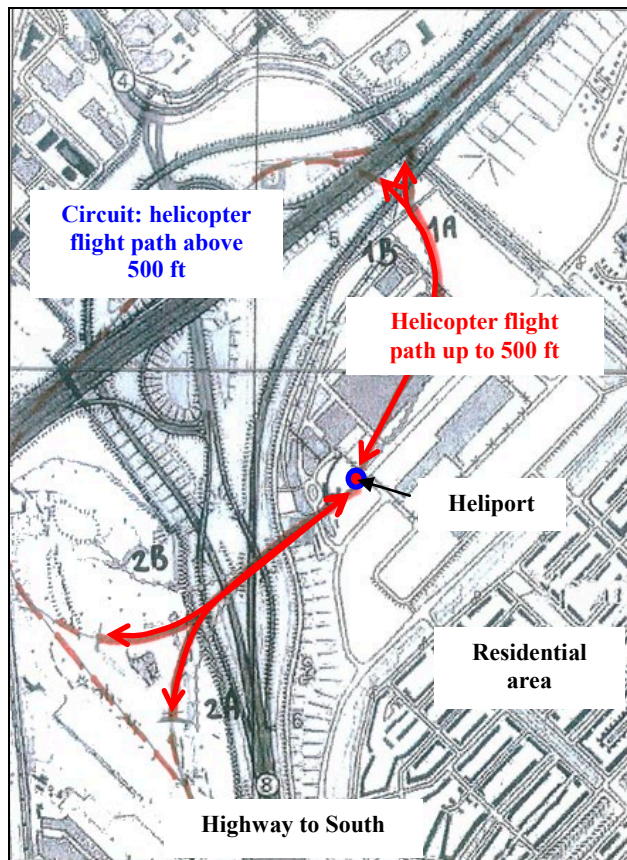 4
Circuit: helicopter
flight path above
500 ft
5
1A
1B
8
Helicopter flight
path up to 500 ft
Heliport
2B
Residential
area
2A
6
8
Highway to South